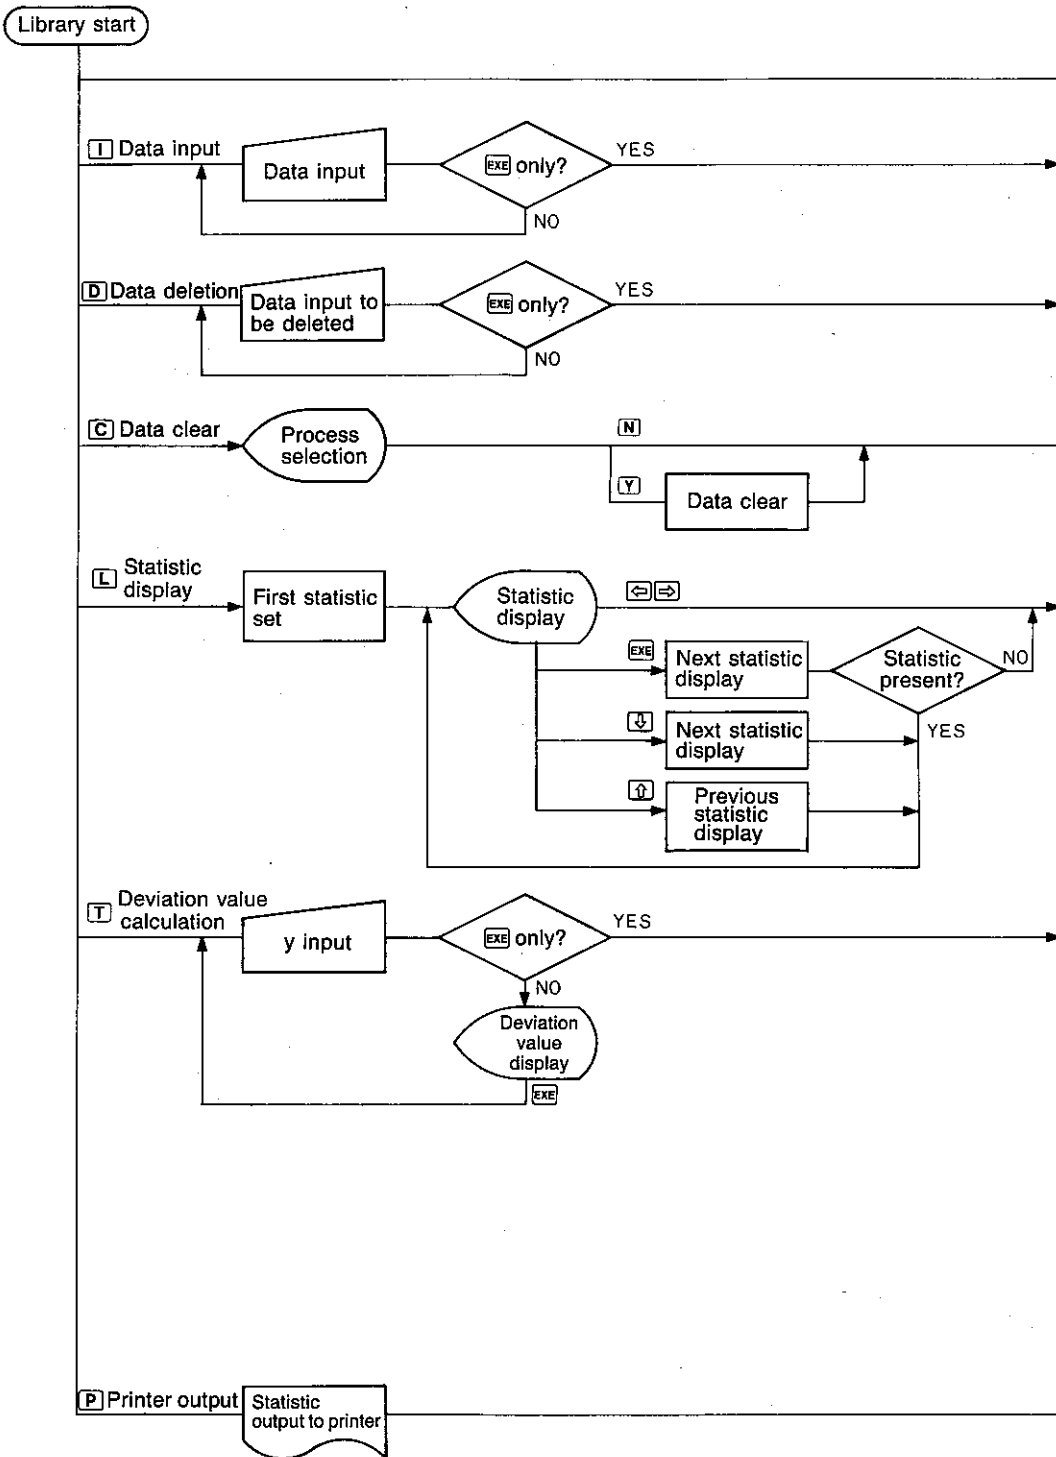 Library start
I Data input
Data input
EXE only?
YES
NO
D Data deletion
Data input to
be deleted
EXE only?
YES
NO
C Data clear
Process
selection
N
Y
Data clear
L Statistic
display
First statistic
set
Statistic
display
⇦ ⇨
EXE
Next statistic
display
Statistic
present?
NO
YES
⇩
Next statistic
display
⇧
Previous
statistic
display
T Deviation value
calculation
y input
EXE only?
YES
NO
Deviation
value
display
EXE
P Printer output
Statistic
output to printer